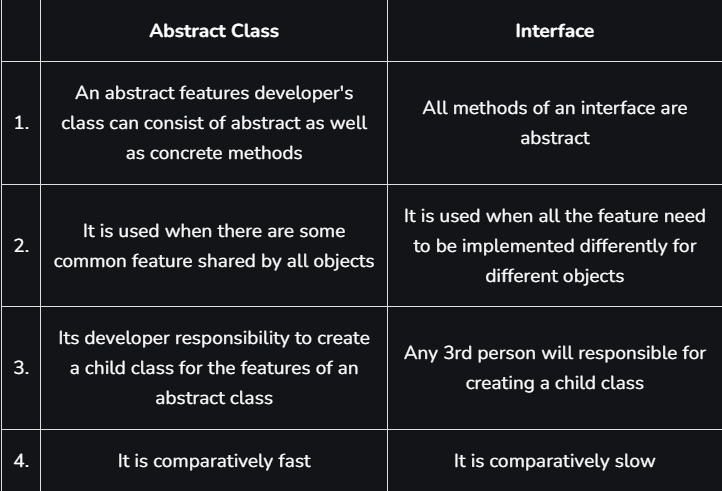 Abstract Class
Interface
1.
An abstract features developer's
class can consist of abstract as well
as concrete methods
All methods of an interface are
abstract
2.
It is used when there are some
common feature shared by all objects
It is used when all the feature need
to be implemented differently for
different objects
3.
Its developer responsibility to create
a child class for the features of an
abstract class
Any 3rd person will responsible for
creating a child class
4.
It is comparatively fast
It is comparatively slow